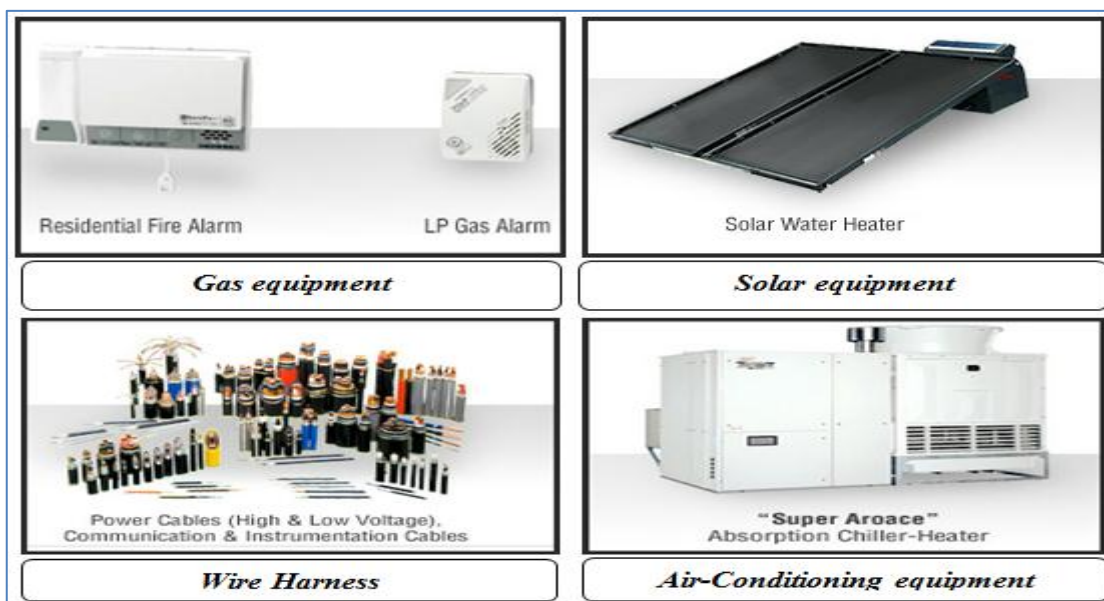 Residential Fire Alarm
LP Gas Alarm
Gas equipment
Solar Water Heater
Solar equipment
Power Cables (High & Low Voltage),
Communication & Instrumentation Cables
Wire Harness
"Super Aroace"
Absorption Chiller-Heater
Air-Conditioning equipment